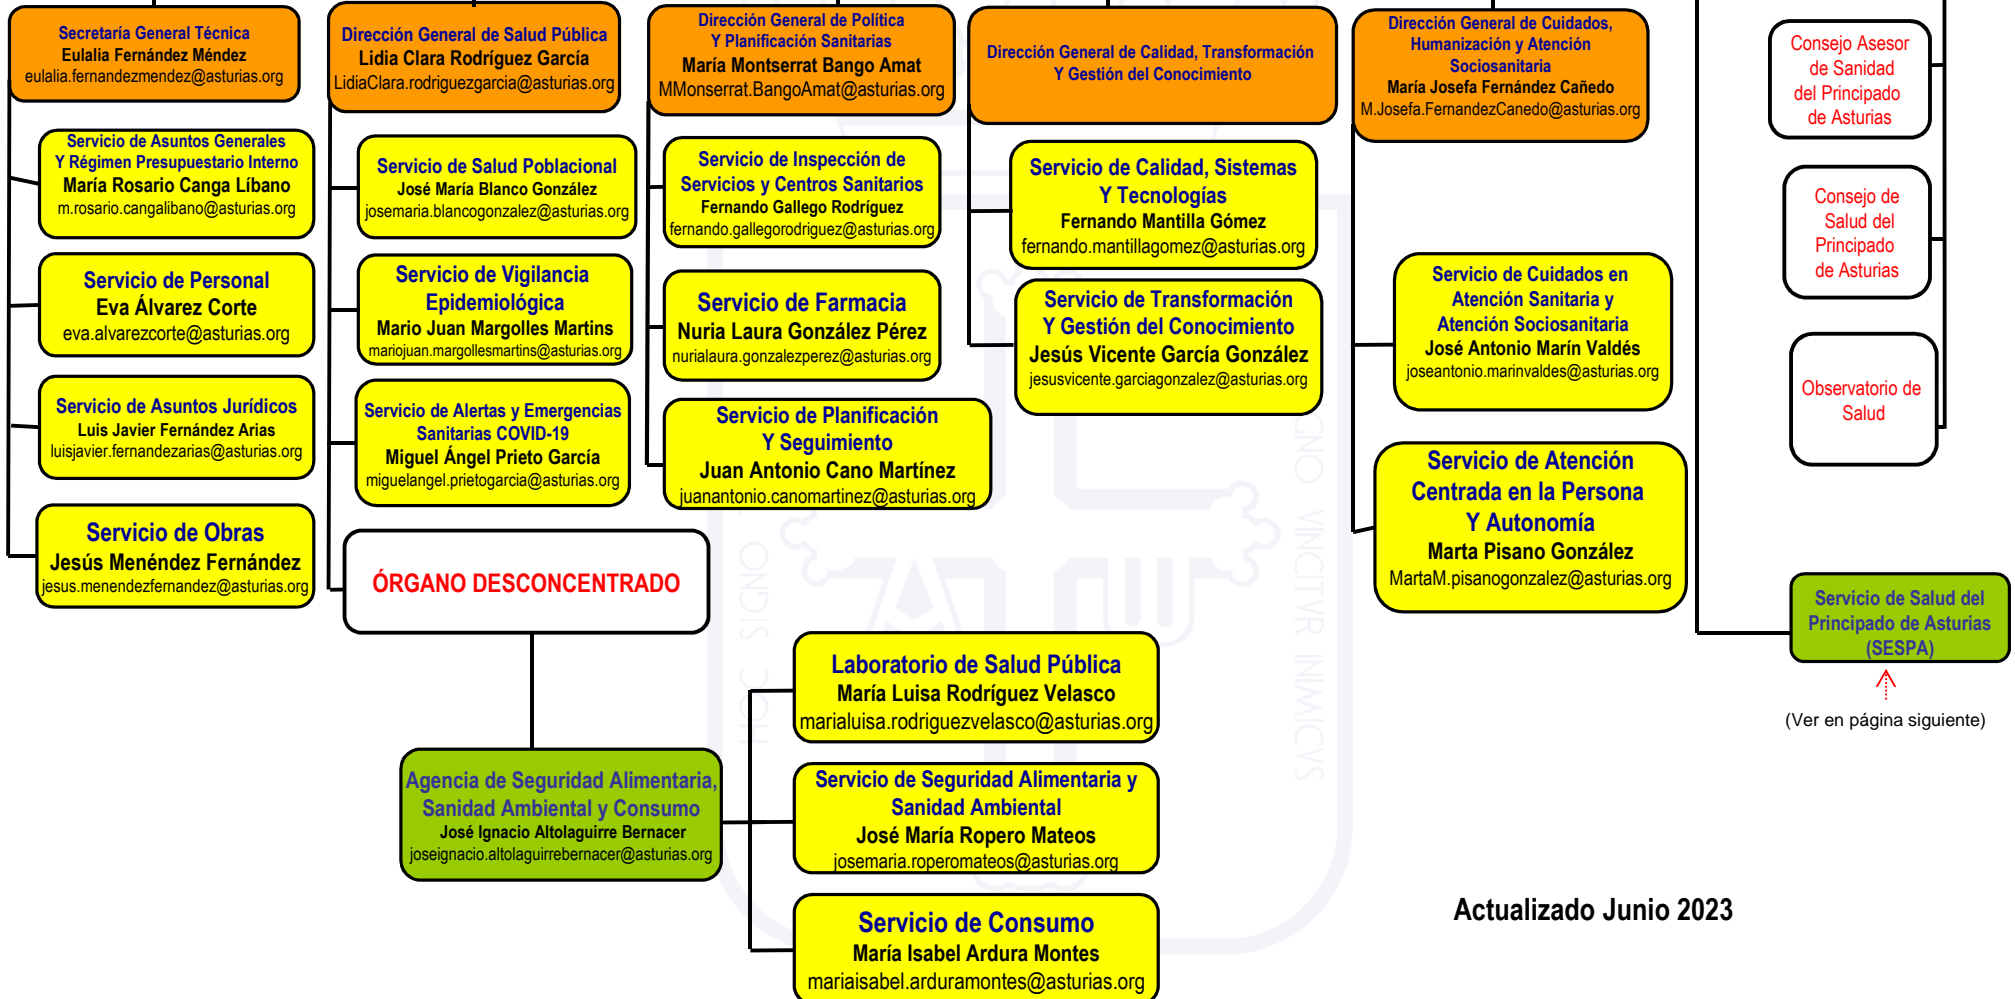 Secretaría General Técnica
Eulalia Fernández Méndez
eulalia.fernandezmendez@asturias.org
Servicio de Asuntos Generales
Y Régimen Presupuestario Interno
María Rosario Canga Líbano
m.rosario.cangalibano@asturias.org
Servicio de Personal
Eva Álvarez Corte
eva.alvarezcorte@asturias.org
Servicio de Asuntos Jurídicos
Luis Javier Fernández Arias
luisjavier.fernandezarias@asturias.org
Servicio de Obras
Jesús Menéndez Fernández
jesus.menendezfernandez@asturias.org
Dirección General de Salud Pública
Lidia Clara Rodríguez García
LidiaClara.rodriguezgarcia@asturias.org
Servicio de Salud Poblacional
José María Blanco González
josemaria.blancogonzalez@asturias.org
Servicio de Vigilancia
Epidemiológica
Mario Juan Margolles Martins
mariojuan.margollesmartins@asturias.org
Servicio de Alertas y Emergencias
Sanitarias COVID-19
Miguel Ángel Prieto García
miguelangel.prietogarcia@asturias.org
ÓRGANO DESCONCENTRADO
Agencia de Seguridad Alimentaria,
Sanidad Ambiental y Consumo
José Ignacio Altolaguirre Bernacer
joseignacio.altolaguirrebernacer@asturias.org
Laboratorio de Salud Pública
María Luisa Rodríguez Velasco
marialuisa.rodriguezvelasco@asturias.org
Servicio de Seguridad Alimentaria y
Sanidad Ambiental
José María Ropero Mateos
josemaria.roperomateos@asturias.org
Servicio de Consumo
María Isabel Ardura Montes
mariaisabel.arduramontes@asturias.org
Dirección General de Política
Y Planificación Sanitarias
María Montserrat Bango Amat
MMonserrat.BangoAmat@asturias.org
Servicio de Inspección de
Servicios y Centros Sanitarios
Fernando Gallego Rodríguez
fernando.gallegorodriguez@asturias.org
Servicio de Farmacia
Nuria Laura González Pérez
nurialaura.gonzalezperez@asturias.org
Servicio de Planificación
Y Seguimiento
Juan Antonio Cano Martínez
juanantonio.canomartinez@asturias.org
Dirección General de Calidad, Transformación
Y Gestión del Conocimiento
Servicio de Calidad, Sistemas
Y Tecnologías
Fernando Mantilla Gómez
fernando.mantillagomez@asturias.org
Servicio de Transformación
Y Gestión del Conocimiento
Jesús Vicente García González
jesusvicente.garciagonzalez@asturias.org
Dirección General de Cuidados,
Humanización y Atención
Sociosanitaria
María Josefa Fernández Cañedo
M.Josefa.FernandezCanedo@asturias.org
Servicio de Cuidados en
Atención Sanitaria y
Atención Sociosanitaria
José Antonio Marín Valdés
joseantonio.marinvaldes@asturias.org
Servicio de Atención
Centrada en la Persona
Y Autonomía
Marta Pisano González
MartaM.pisanogonzalez@asturias.org
Consejo Asesor
de Sanidad
del Principado
de Asturias
Consejo de
Salud del
Principado
de Asturias
Observatorio de
Salud
Servicio de Salud del
Principado de Asturias
(SESPA)
(Ver en página siguiente)
Actualizado Junio 2023
HOC SIGNO
VINCITVR INIMICVS